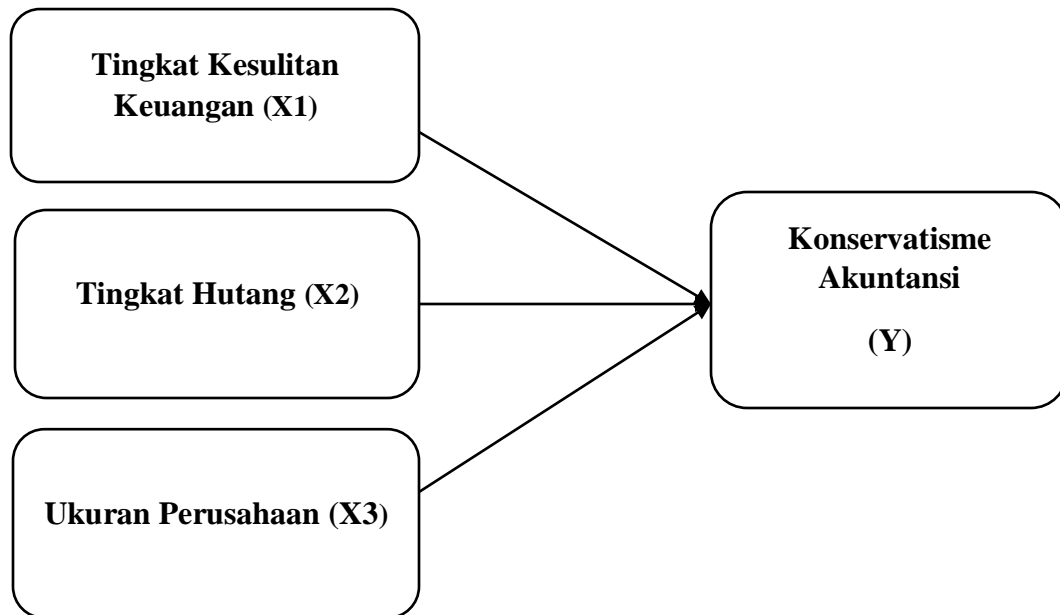 Tingkat Kesulitan
Keuangan (X1)
Tingkat Hutang (X2)
Ukuran Perusahaan (X3)
Konservatisme
Akuntansi
(Y)